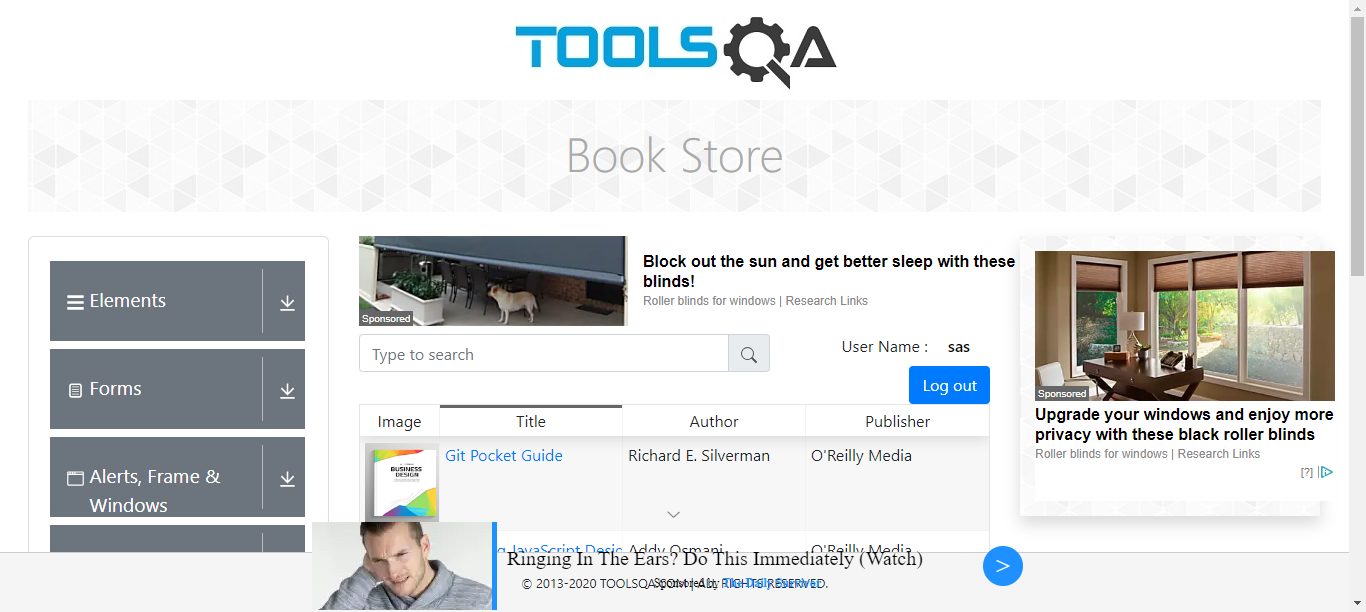 TOOLSQA
Book Store
Elements
Forms
Alerts, Frame &
Windows
Sponsored
Block out the sun and get better sleep with these
blinds!
Roller blinds for windows | Research Links
Type to search
User Name :
sas
Log out
Image
Title
Author
Publisher
BUSINESS
DESIGN
Git Pocket Guide
Richard E. Silverman
O'Reilly Media
JavaScript
Addy Osmani
O'Reilly Media
Sponsored
Upgrade your windows and enjoy more
privacy with these black roller blinds
Roller blinds for windows | Research Links
[?]
Ringing In The Ears? Do This Immediately (Watch)
>
© 2013-2020 TOOLSQA.COM | ALL RIGHTS RESERVED.
Sponsored by